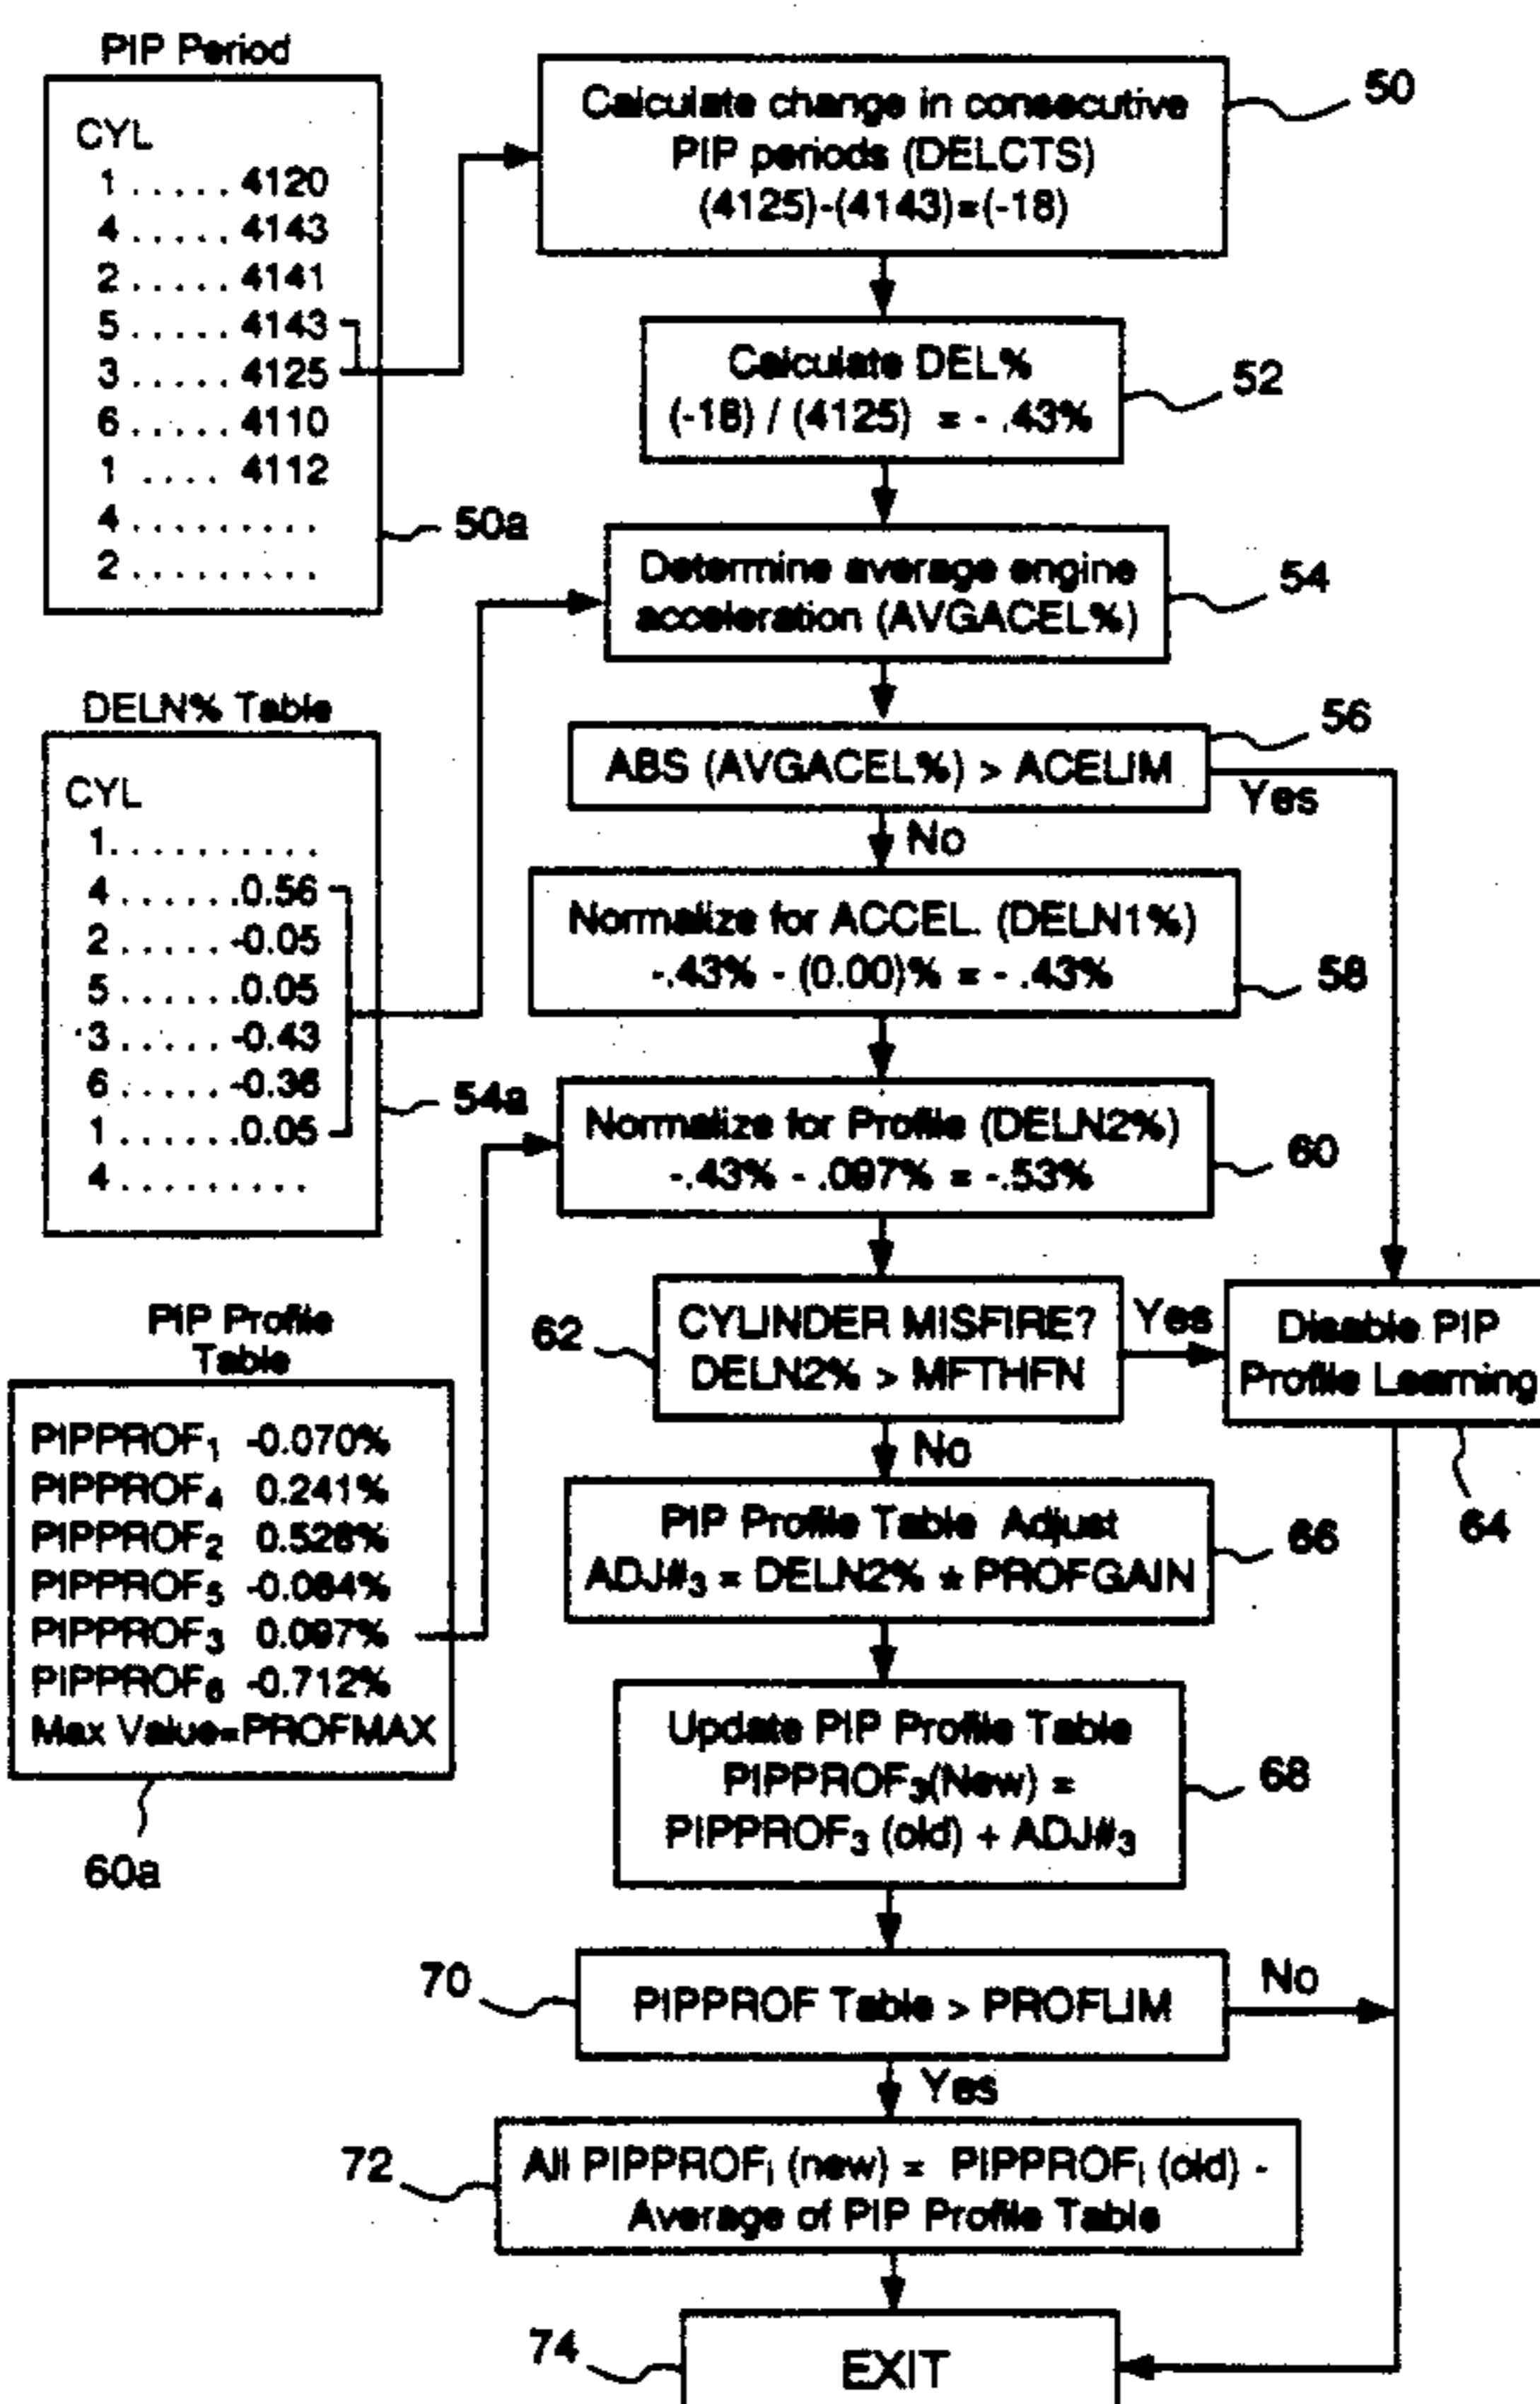 PIP Period
CYL
1 ..... 4120
4 ..... 4143
2 ..... 4141
5 ..... 4143
3 ..... 4125
6 ..... 4110
1 .... 4112
4 .........
2 .........
50a
Calculate change in consecutive
PIP periods (DELCTS)
(4125)-(4143)=(-18)
50
Calculate DEL%
(-18) / (4125) = - .43%
52
Determine average engine
acceleration (AVGACEL%)
54
DELN% Table
CYL
1..........
4......0.56
2.....-0.05
5......0.05
3.....-0.43
6.....-0.36
1......0.05
4.........
54a
ABS (AVGACEL%) > ACELIM
56
Yes
No
Normalize for ACCEL. (DELN1%)
-.43% - (0.00)% = - .43%
58
Normalize for Profile (DELN2%)
-.43% - .097% = -.53%
60
PIP Profile
Table
PIPPROF1 -0.070%
PIPPROF4 0.241%
PIPPROF2 0.528%
PIPPROF5 -0.084%
PIPPROF3 0.097%
PIPPROF6 -0.712%
Max Value=PROFMAX
60a
62
CYLINDER MISFIRE?
DELN2% > MFTHFN
Yes
No
Disable PIP
Profile Learning
64
PIP Profile Table Adjust
ADJ#3 = DELN2% * PROFGAIN
66
Update PIP Profile Table
PIPPROF3(New) =
PIPPROF3 (old) + ADJ#3
68
70
PIPPROF Table > PROFLIM
No
Yes
72
All PIPPROFi (new) = PIPPROFi (old) -
Average of PIP Profile Table
74
EXIT